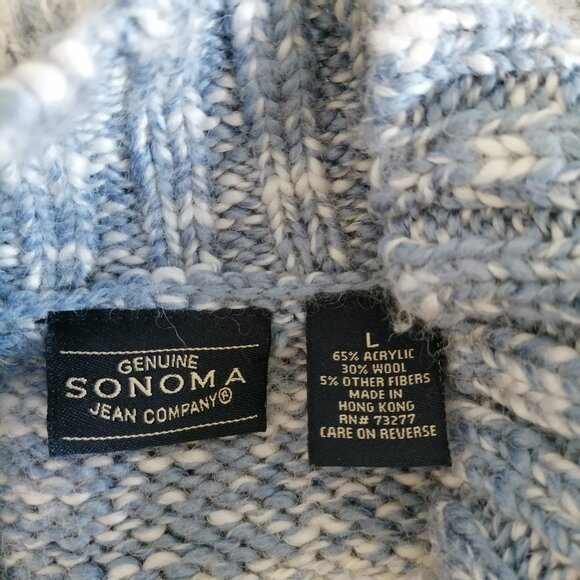 GENUINE
SONOMA
JEAN COMPANY®
L
65% ACRYLIC
30% WOOL
5% OTHER FIBERS
MADE IN
HONG KONG
RN# 73277
CARE ON REVERSE